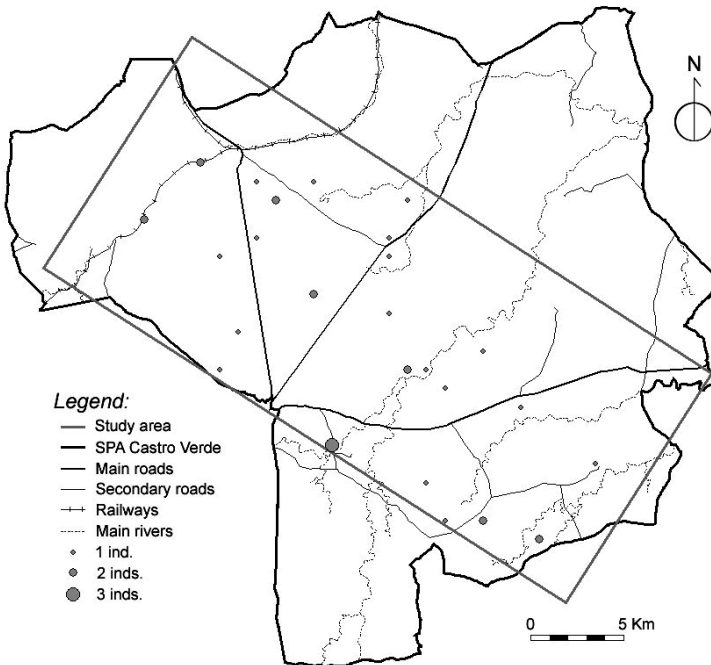 N
Legend:
Study area
SPA Castro Verde
Main roads
Secondary roads
Railways
Main rivers
1 ind.
2 inds.
3 inds.
0 5 Km